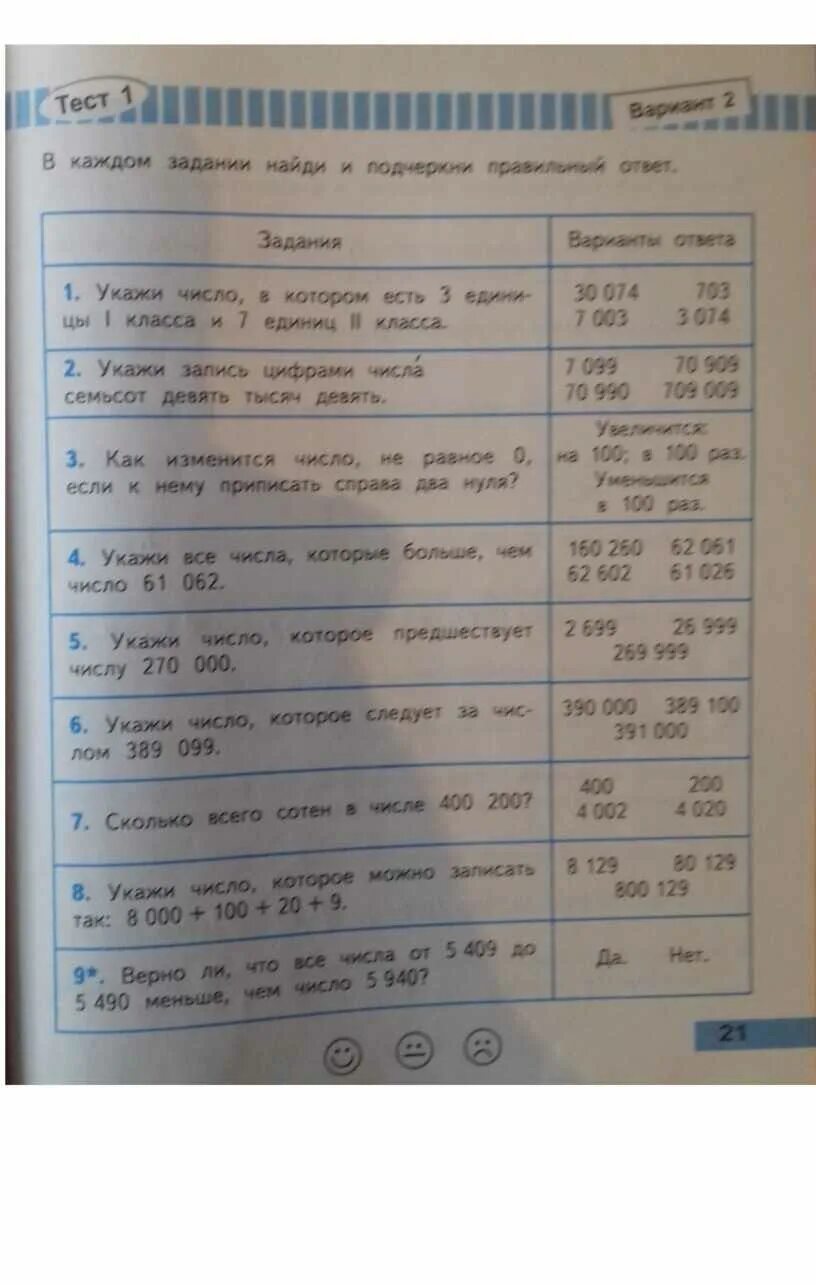 Тест 1
Вариант 2
В каждом задании найди и подчеркни правильный ответ.
Задания
Варианты ответа
1. Укажи число, в котором есть 3 едини-
цы I класса и 7 единиц II класса.
30 074 703
7 003 3 074
2. Укажи запись цифрами числа́
семьсот девять тысяч девять.
7 099 70 909
70 990 709 009
3. Как изменится число, не равное 0,
если к нему приписать справа два нуля?
Увеличится:
на 100; в 100 раз.
Уменьшится
в 100 раз.
4. Укажи все числа, которые больше, чем
число 61 062.
160 260 62 061
62 602 61 026
5. Укажи число, которое предшествует
числу 270 000.
2 699 26 999
269 999
6. Укажи число, которое следует за чис-
лом 389 099.
390 000 389 100
391 000
7. Сколько всего сотен в числе 400 200?
400 200
4 002 4 020
8. Укажи число, которое можно записать
так: 8 000 + 100 + 20 + 9.
8 129 80 129
800 129
9*. Верно ли, что все числа от 5 409 до
5 490 меньше, чем число 5 940?
Да. Нет.
21